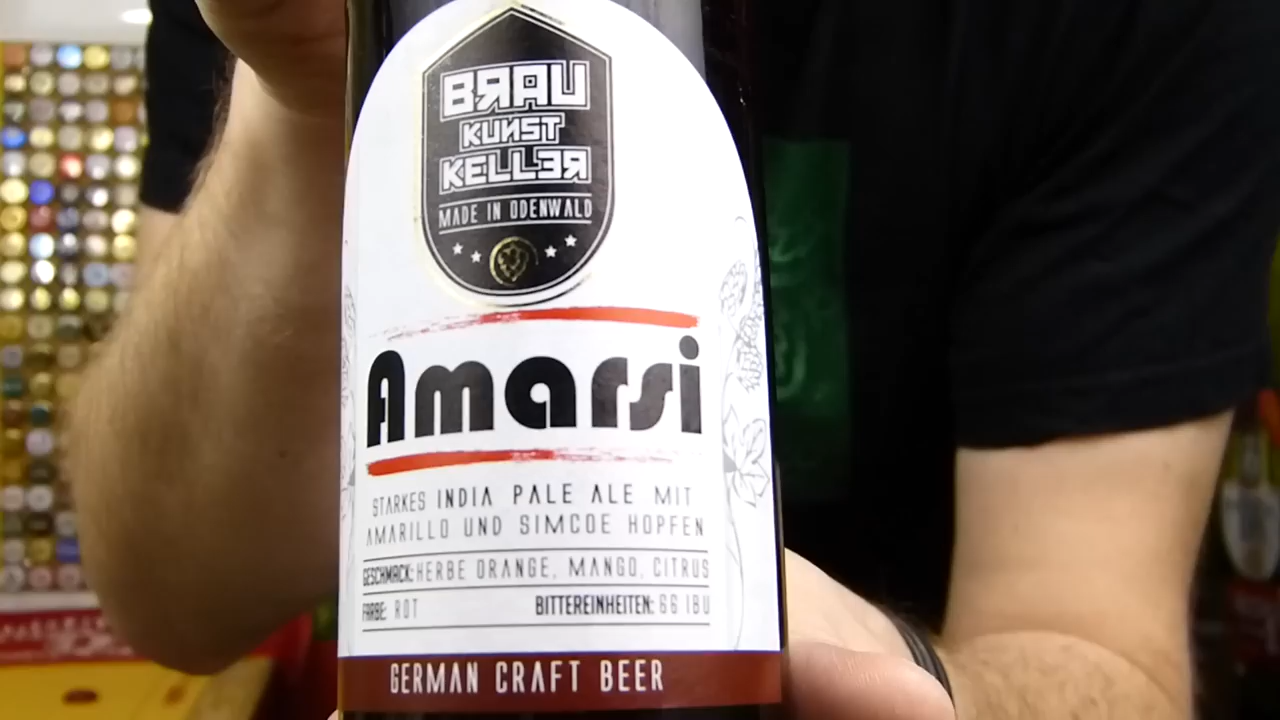 BRAU
KUNST
KELLER
MADE IN ODENWALD
Amarsi
STARKES INDIA PALE ALE MIT
AMARILLO UND SIMCOE HOPFEN
GESCHMACK: HERBE ORANGE, MANGO, CITRUS
FARBE: ROT BITTEREINHEITEN: 66 IBU
GERMAN CRAFT BEER